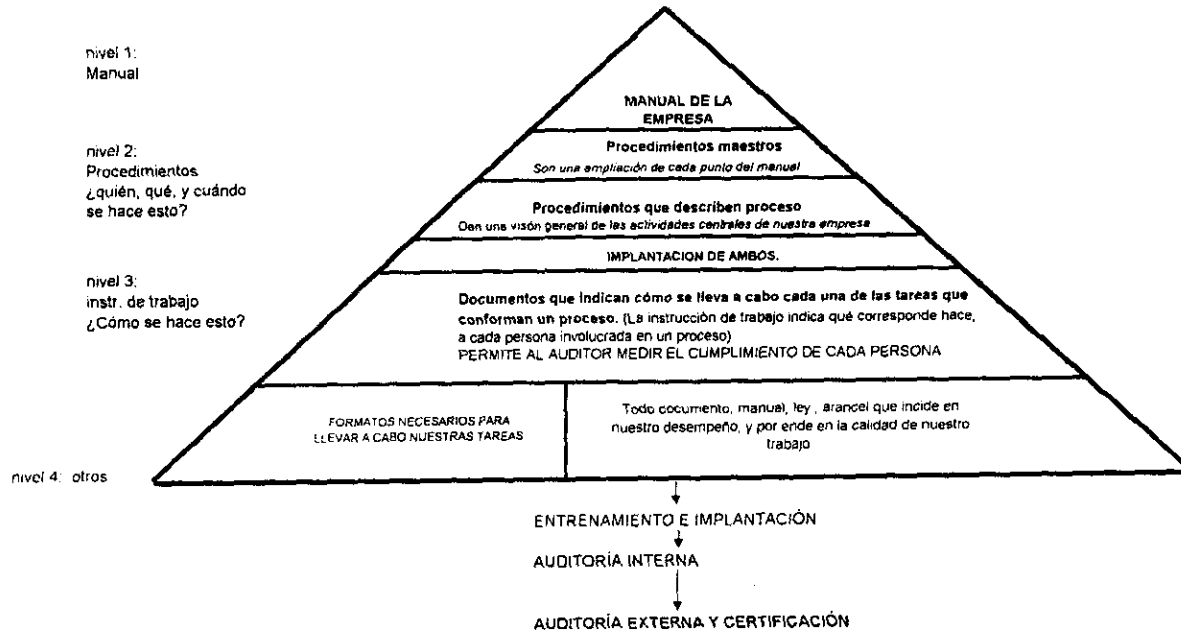 nivel 1:
Manual
MANUAL DE LA
EMPRESA
nivel 2:
Procedimientos
¿quién, qué, y cuándo
se hace esto?
Procedimientos maestros
Son una ampliación de cada punto del manual
Procedimientos que describen proceso
Dan una visón general de las actividades centrales de nuestra empresa
IMPLANTACION DE AMBOS.
nivel 3:
instr. de trabajo
¿Cómo se hace esto?
Documentos que indican cómo se lleva a cabo cada una de las tareas que
conforman un proceso. (La instrucción de trabajo indica qué corresponde hace,
a cada persona involucrada en un proceso)
PERMITE AL AUDITOR MEDIR EL CUMPLIMIENTO DE CADA PERSONA
FORMATOS NECESARIOS PARA
LLEVAR A CABO NUESTRAS TAREAS
Todo documento, manual, ley , arancel que incide en
nuestro desempeño, y por ende en la calidad de nuestro
trabajo
nivel 4: otros
ENTRENAMIENTO E IMPLANTACIÓN
AUDITORÍA INTERNA
AUDITORÍA EXTERNA Y CERTIFICACIÓN